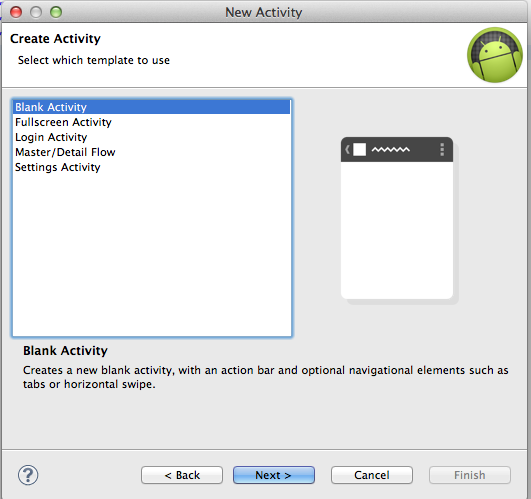 New Activity
Create Activity
Select which template to use
Blank Activity
Fullscreen Activity
Login Activity
Master/Detail Flow
Settings Activity
Blank Activity
Creates a new blank activity, with an action bar and optional navigational elements such as
tabs or horizontal swipe.
?
< Back
Next >
Cancel
Finish